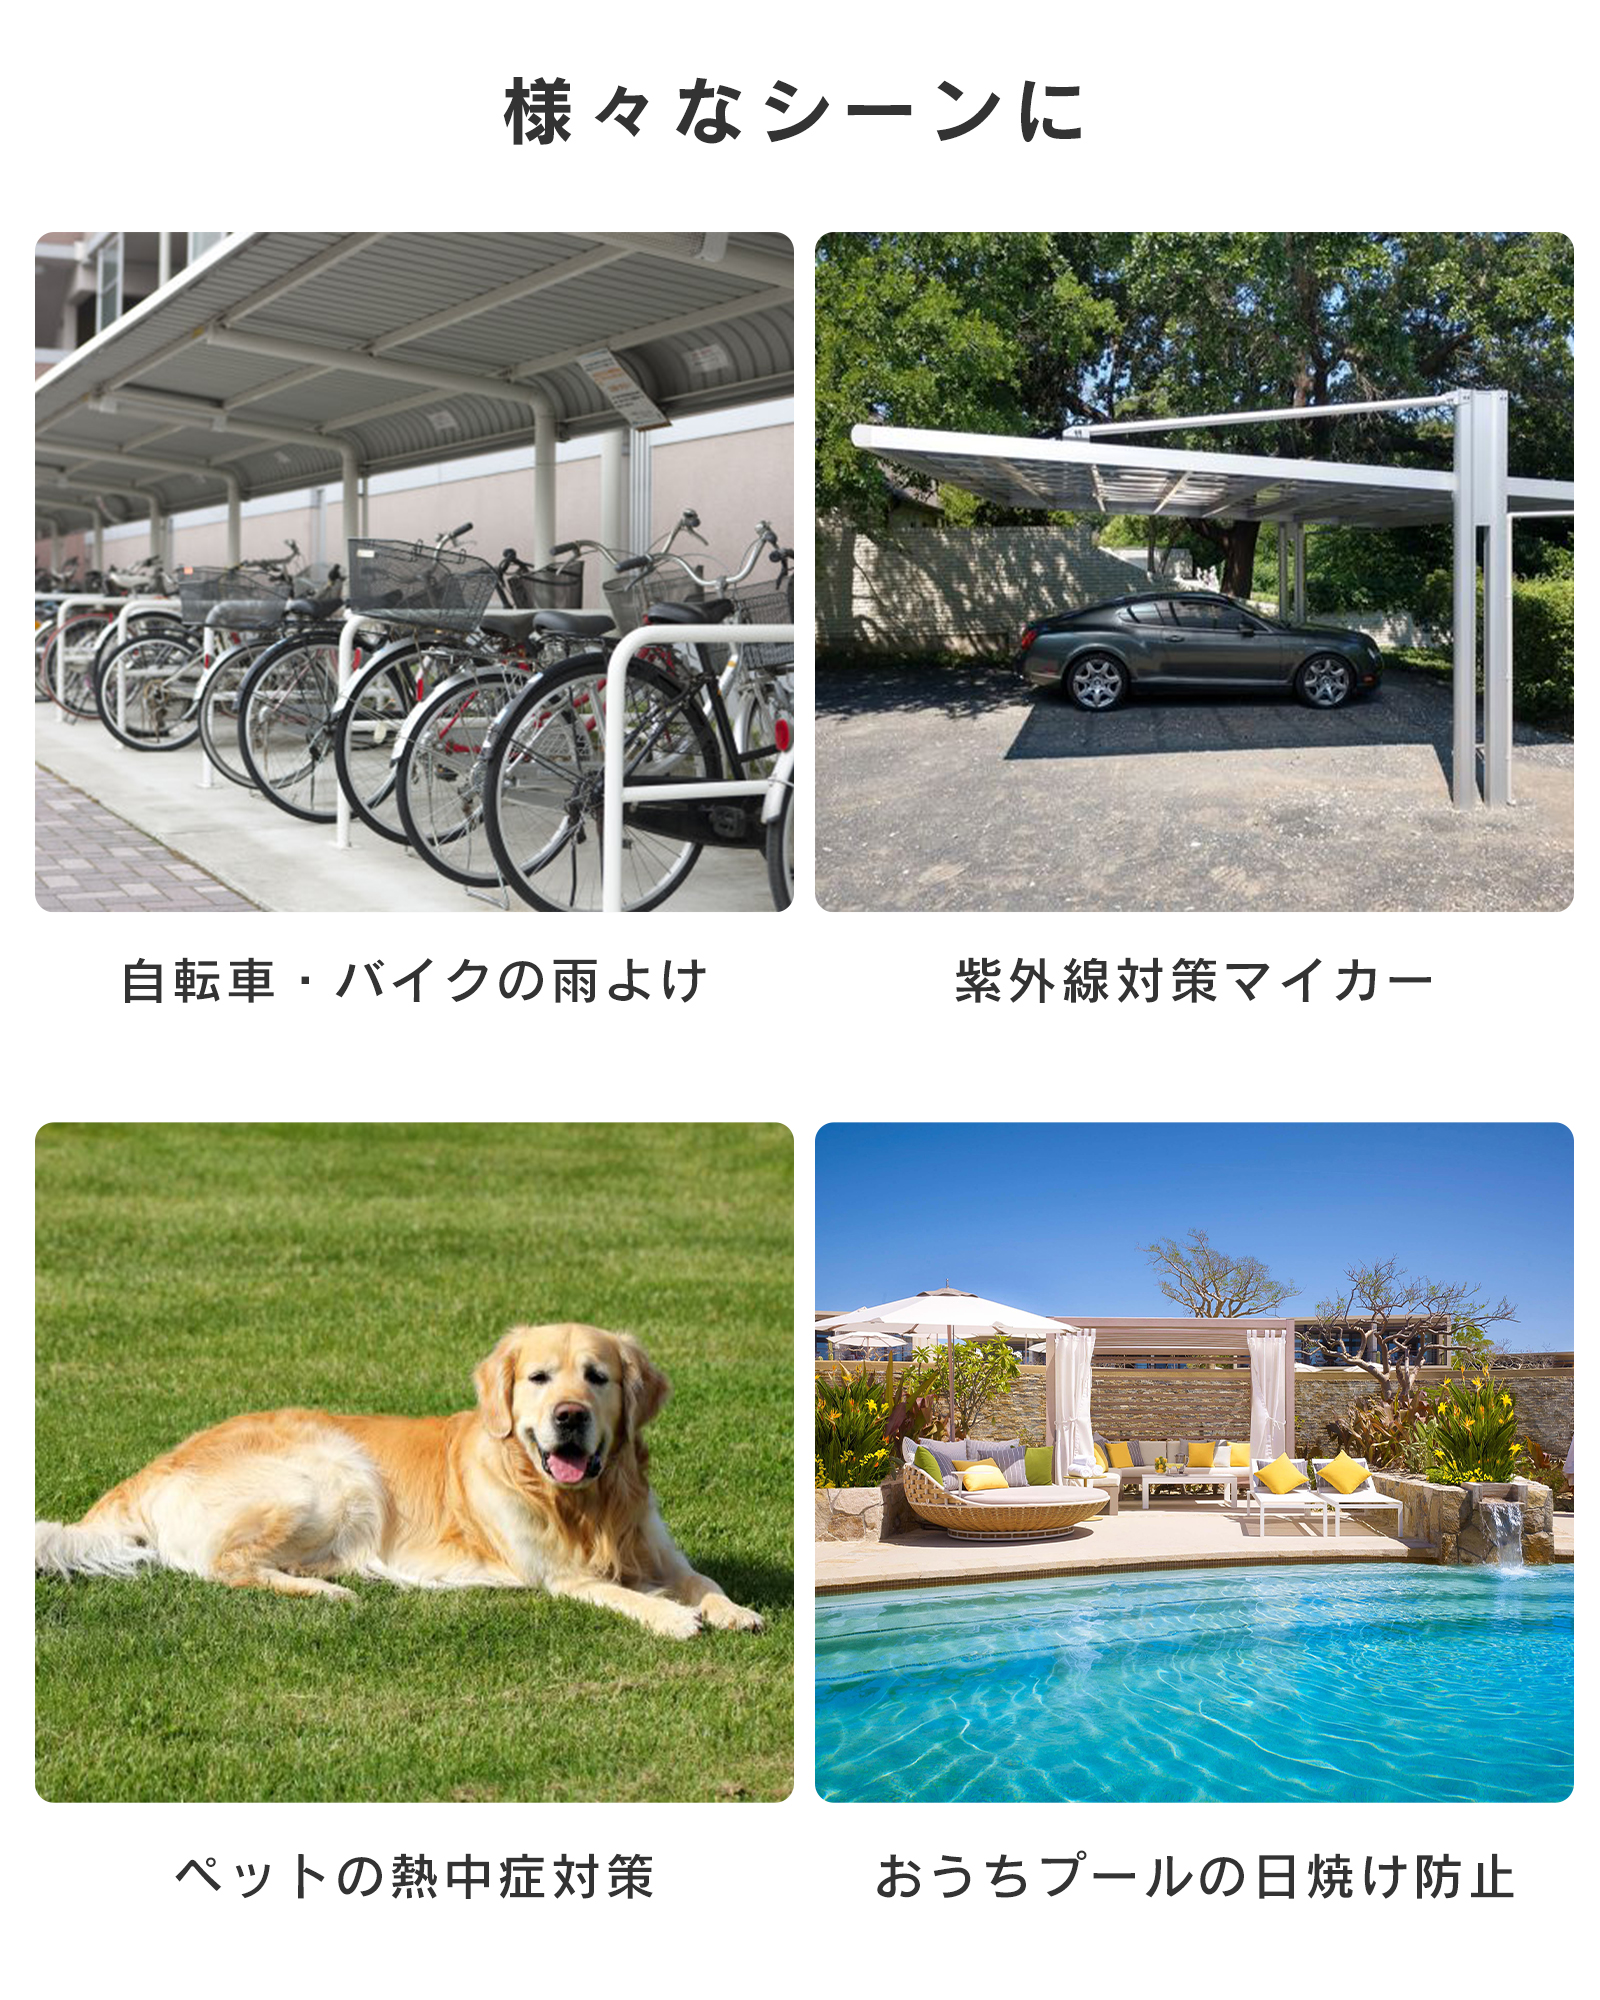 様々なシーンに
自転車・バイクの雨よけ
紫外線対策マイカー
ペットの熱中症対策
おうちプールの日焼け防止